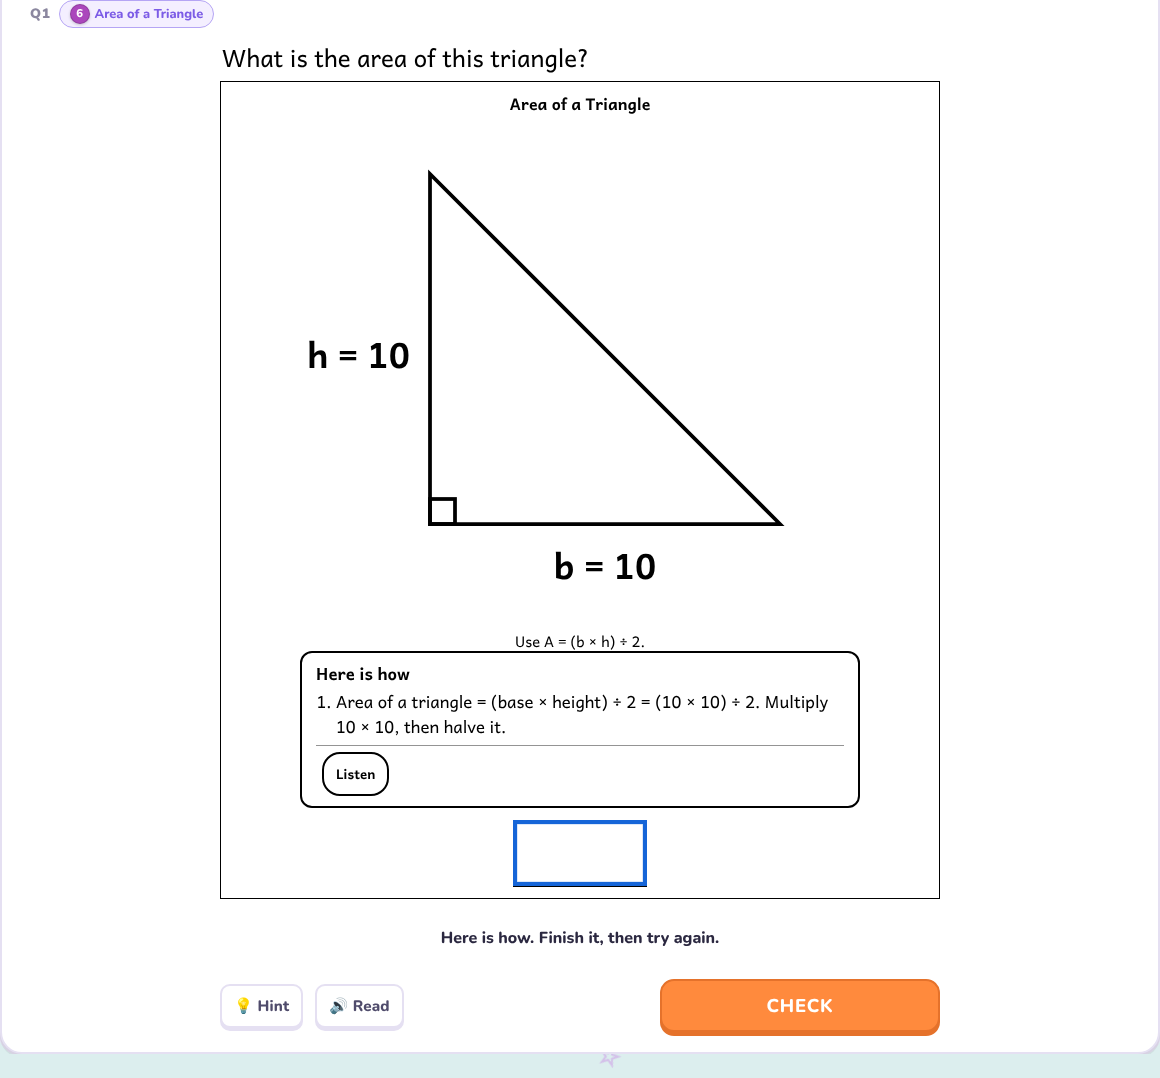 Q1 6 Area of a Triangle
What is the area of this triangle?
Area of a Triangle
h = 10
b = 10
Use A = (b × h) ÷ 2.
Here is how
1. Area of a triangle = (base × height) ÷ 2 = (10 × 10) ÷ 2. Multiply
10 × 10, then halve it.
Listen
Here is how. Finish it, then try again.
💡 Hint 🔊 Read CHECK